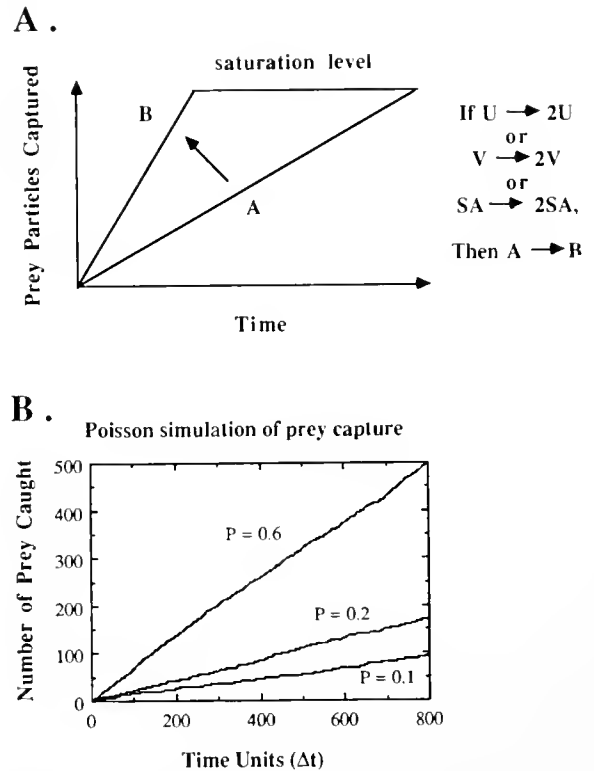 A .
saturation level
Prey Particles Captured
B
A
Time
If U → 2U
or
V → 2V
or
SA → 2SA,
Then A → B
B .
Poisson simulation of prey capture
Number of Prey Caught
500
400
300
200
100
0
P = 0.6
P = 0.2
P = 0.1
0 200 400 600 800
Time Units (Δt)